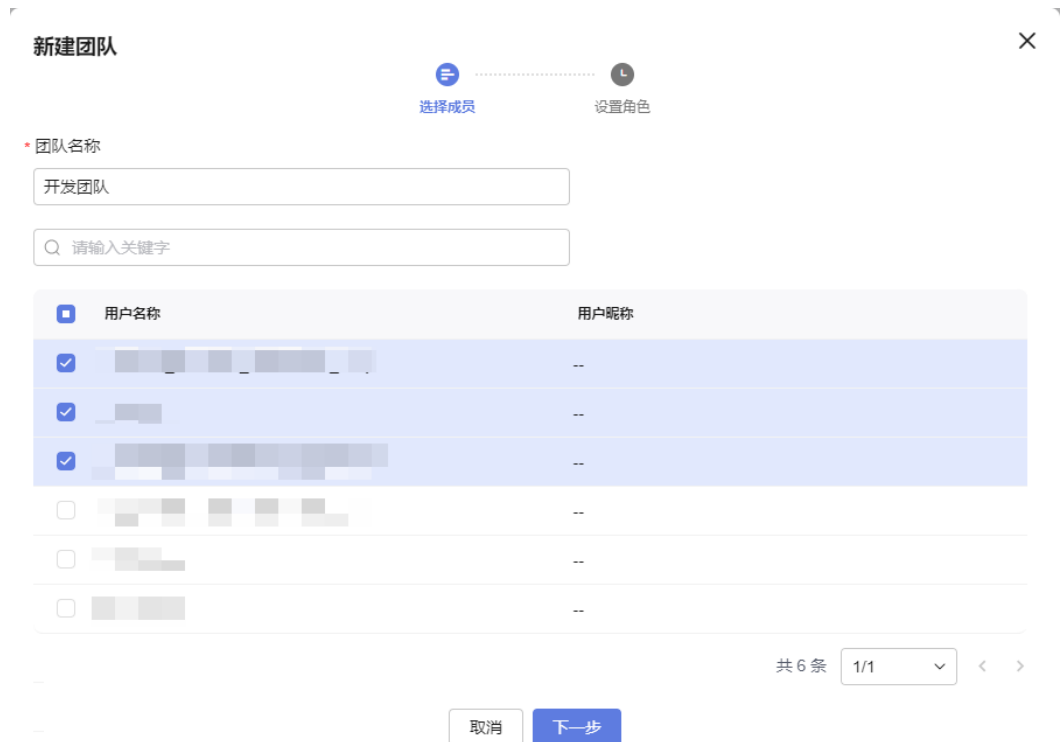 新建团队
选择成员 设置角色
* 团队名称
开发团队
请输入关键字
用户名称 用户昵称
--
--
--
--
--
--
共 6 条 1/1
取消 下一步